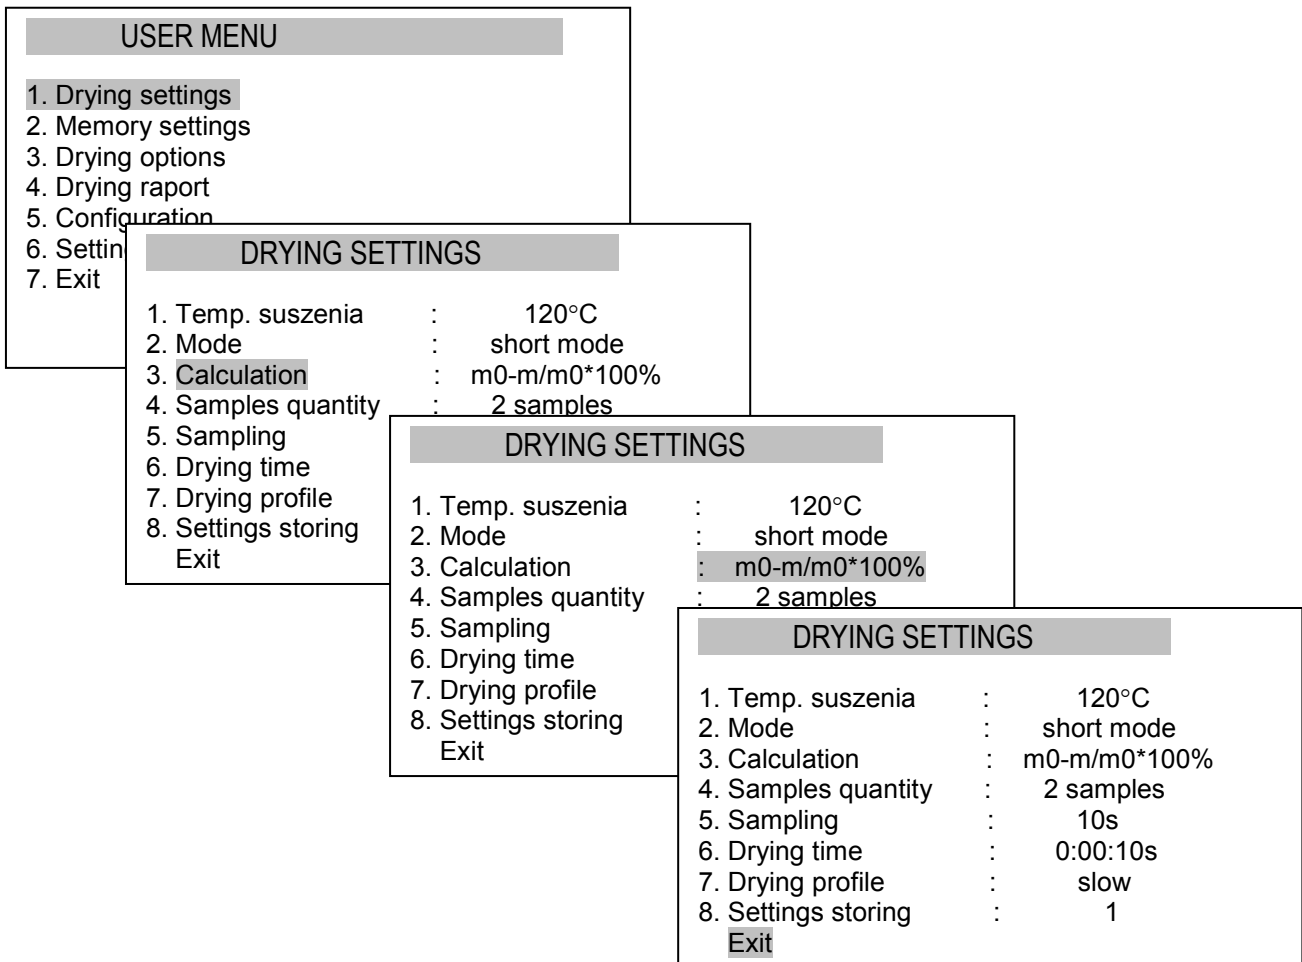 USER MENU
1. Drying settings
2. Memory settings
3. Drying options
4. Drying raport
5. Configuration
6. Settin
7. Exit
DRYING SETTINGS
1. Temp. suszenia : 120°C
2. Mode : short mode
3. Calculation : m0-m/m0*100%
4. Samples quantity : 2 samples
5. Sampling
6. Drying time
7. Drying profile
8. Settings storing
Exit
DRYING SETTINGS
1. Temp. suszenia : 120°C
2. Mode : short mode
3. Calculation : m0-m/m0*100%
4. Samples quantity : 2 samples
5. Sampling
6. Drying time
7. Drying profile
8. Settings storing
Exit
DRYING SETTINGS
1. Temp. suszenia : 120°C
2. Mode : short mode
3. Calculation : m0-m/m0*100%
4. Samples quantity : 2 samples
5. Sampling : 10s
6. Drying time : 0:00:10s
7. Drying profile : slow
8. Settings storing : 1
Exit